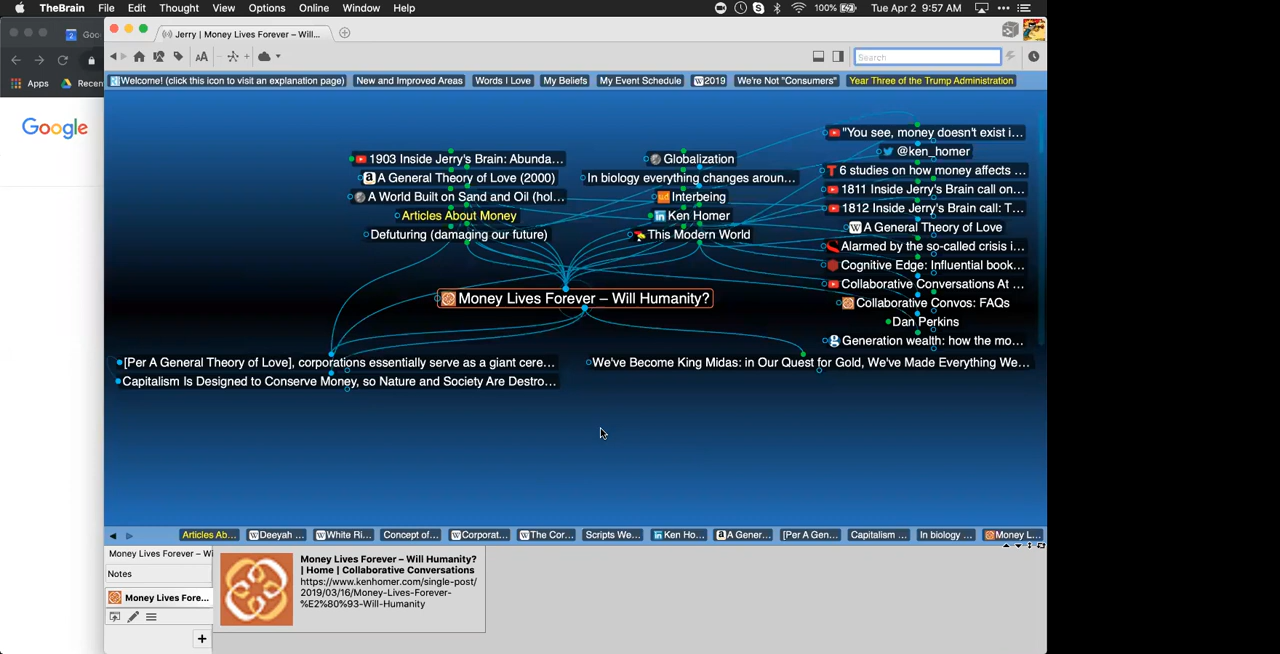 TheBrain File Edit Thought View Options Online Window Help
100% Tue Apr 2 9:57 AM
Jerry | Money Lives Forever – Will...
Goo
Apps
Recen
AA
Search
Welcome! (click this icon to visit an explanation page)
New and Improved Areas
Words I Love
My Beliefs
My Event Schedule
2019
We're Not "Consumers"
Year Three of the Trump Administration
Google
1903 Inside Jerry's Brain: Abunda...
A General Theory of Love (2000)
A World Built on Sand and Oil (hol...
Articles About Money
Defuturing (damaging our future)
Globalization
In biology everything changes aroun...
Interbeing
Ken Homer
This Modern World
"You see, money doesn't exist i...
@ken_homer
6 studies on how money affects ...
1811 Inside Jerry's Brain call on...
1812 Inside Jerry's Brain call: T...
A General Theory of Love
Alarmed by the so-called crisis i...
Cognitive Edge: Influential book...
Collaborative Conversations At ...
Collaborative Convos: FAQs
Dan Perkins
Generation wealth: how the mo...
Money Lives Forever – Will Humanity?
[Per A General Theory of Love], corporations essentially serve as a giant cere...
Capitalism Is Designed to Conserve Money, so Nature and Society Are Destro...
We've Become King Midas: in Our Quest for Gold, We've Made Everything We...
Articles Ab...
Deeyah ...
White Ri...
Concept of...
Corporat...
The Cor...
Scripts We...
Ken Ho...
A Gener...
[Per A Gen...
Capitalism ...
In biology ...
Money L...
Money Lives Forever – Wi
Notes
Money Lives Fore...
Money Lives Forever – Will Humanity?
| Home | Collaborative Conversations
https://www.kenhomer.com/single-post/
2019/03/16/Money-Lives-Forever-
%E2%80%93-Will-Humanity